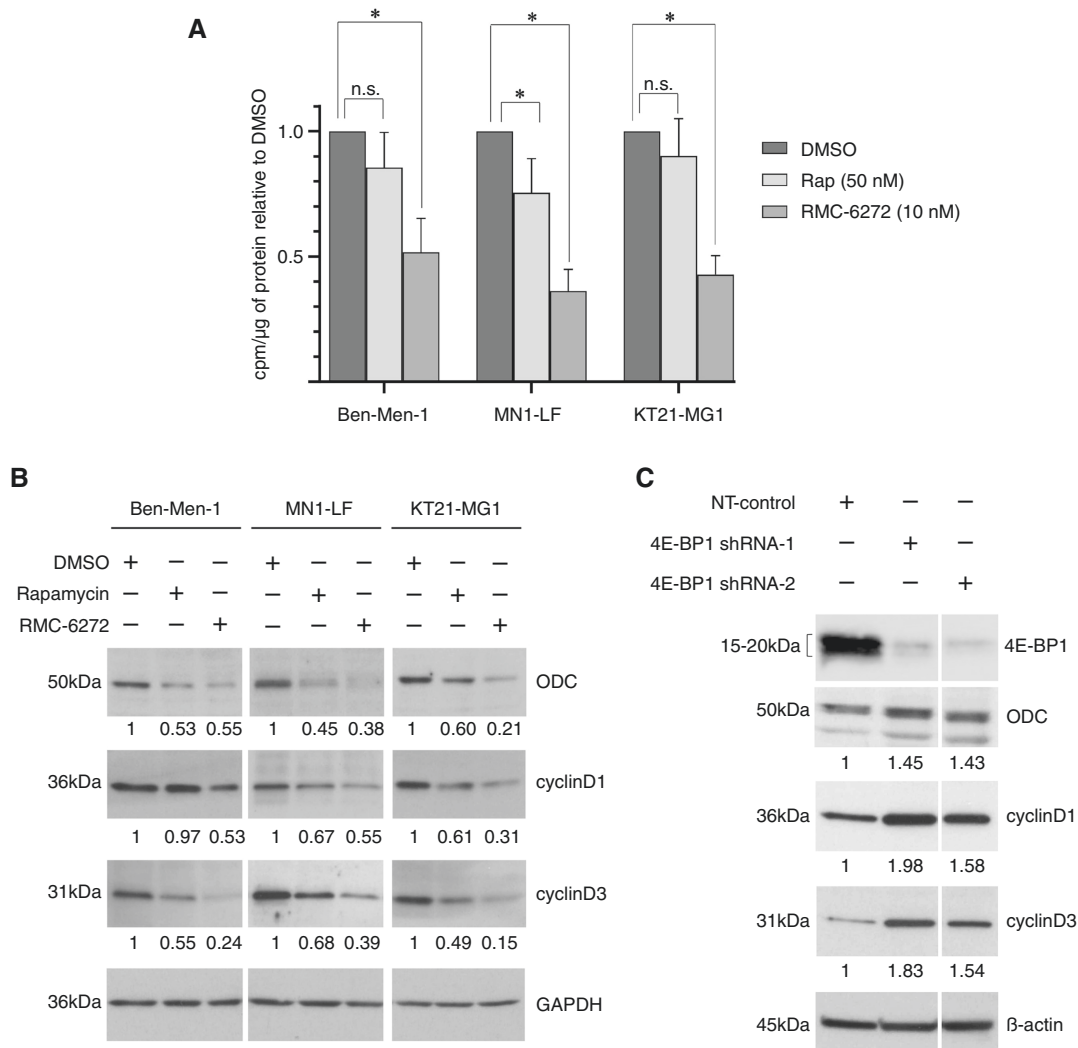 A
* * *
n.s. * n.s.
cpm/µg of protein relative to DMSO
1.0
0.5
DMSO
Rap (50 nM)
RMC-6272 (10 nM)
Ben-Men-1 MN1-LF KT21-MG1
B
Ben-Men-1 MN1-LF KT21-MG1
DMSO + – – + – – + – –
Rapamycin – + – – + – – + –
RMC-6272 – – + – – + – – +
50kDa ODC
1 0.53 0.55 1 0.45 0.38 1 0.60 0.21
36kDa cyclinD1
1 0.97 0.53 1 0.67 0.55 1 0.61 0.31
31kDa cyclinD3
1 0.55 0.24 1 0.68 0.39 1 0.49 0.15
36kDa GAPDH
C
NT-control + – –
4E-BP1 shRNA-1 – + –
4E-BP1 shRNA-2 – – +
15-20kDa 4E-BP1
50kDa ODC
1 1.45 1.43
36kDa cyclinD1
1 1.98 1.58
31kDa cyclinD3
1 1.83 1.54
45kDa ß-actin